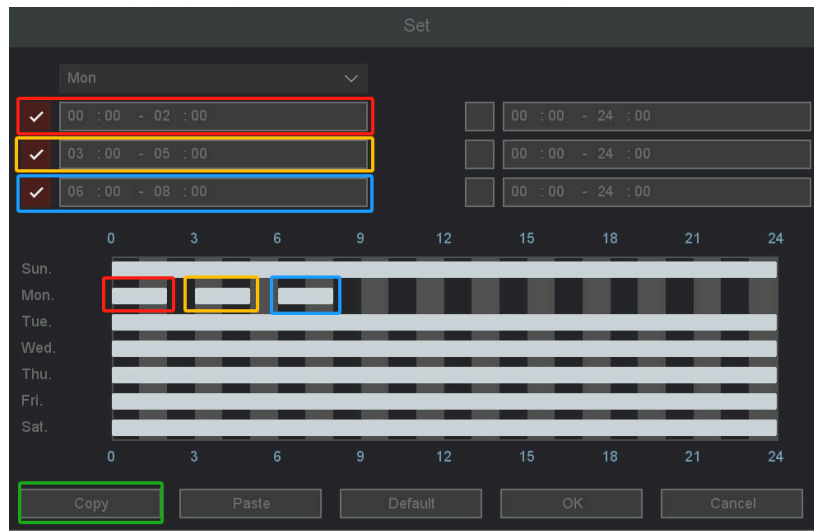 Set
Mon
00 :00 - 02 :00 00 :00 - 24 :00
03 :00 - 05 :00 00 :00 - 24 :00
06 :00 - 08 :00 00 :00 - 24 :00
0 3 6 9 12 15 18 21 24
Sun.
Mon.
Tue.
Wed.
Thu.
Fri.
Sat.
0 3 6 9 12 15 18 21 24
Copy Paste Default OK Cancel